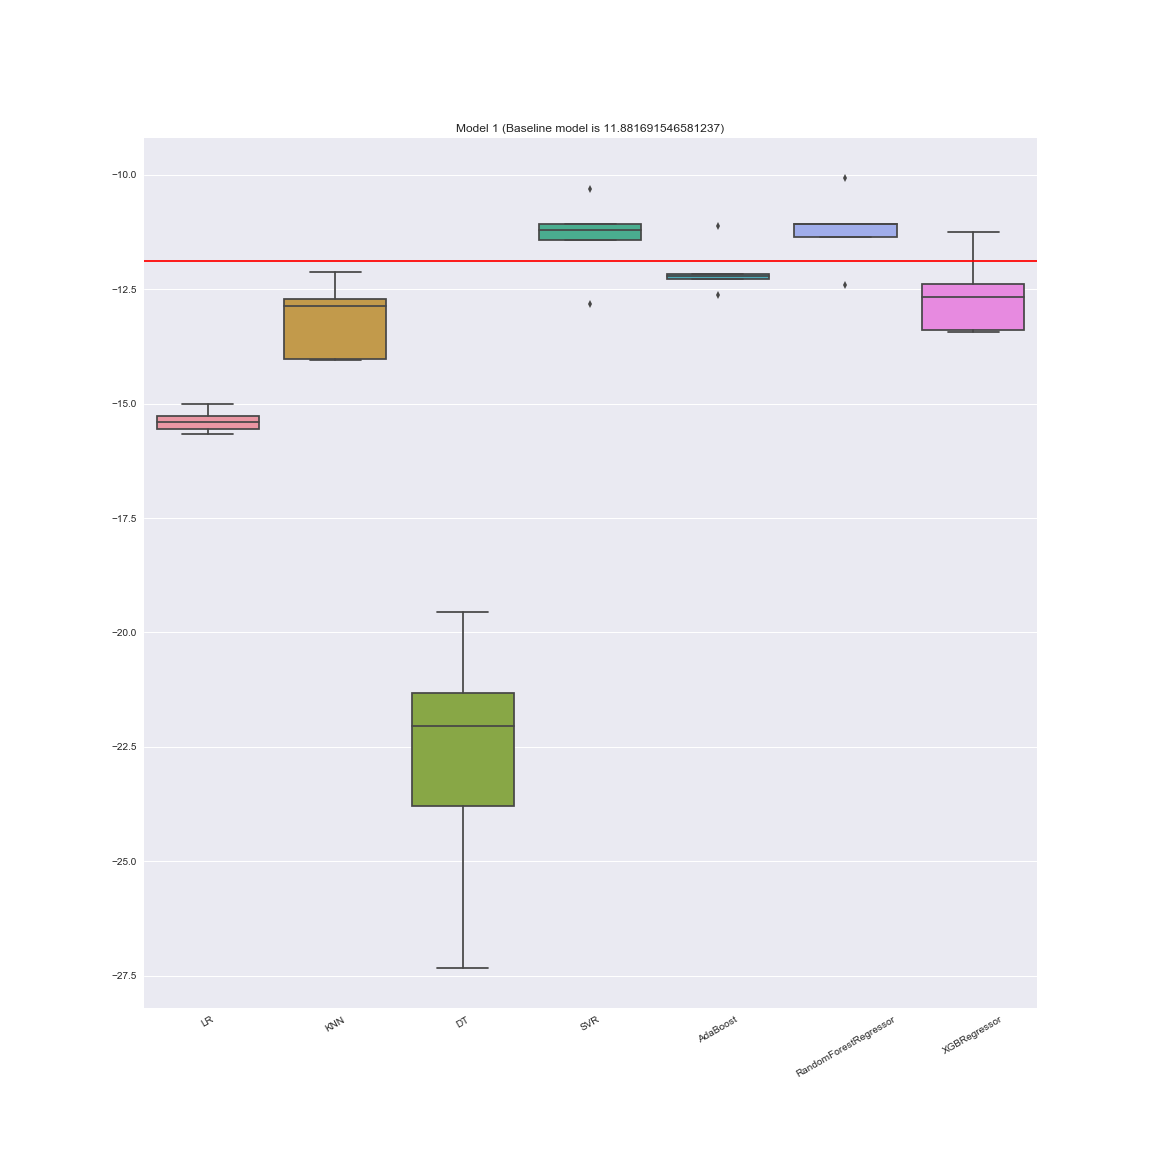 Model 1 (Baseline model is 11.881691546581237)
−10.0
−12.5
−15.0
−17.5
−20.0
−22.5
−25.0
−27.5
LR
KNN
DT
SVR
AdaBoost
RandomForestRegressor
XGBRegressor